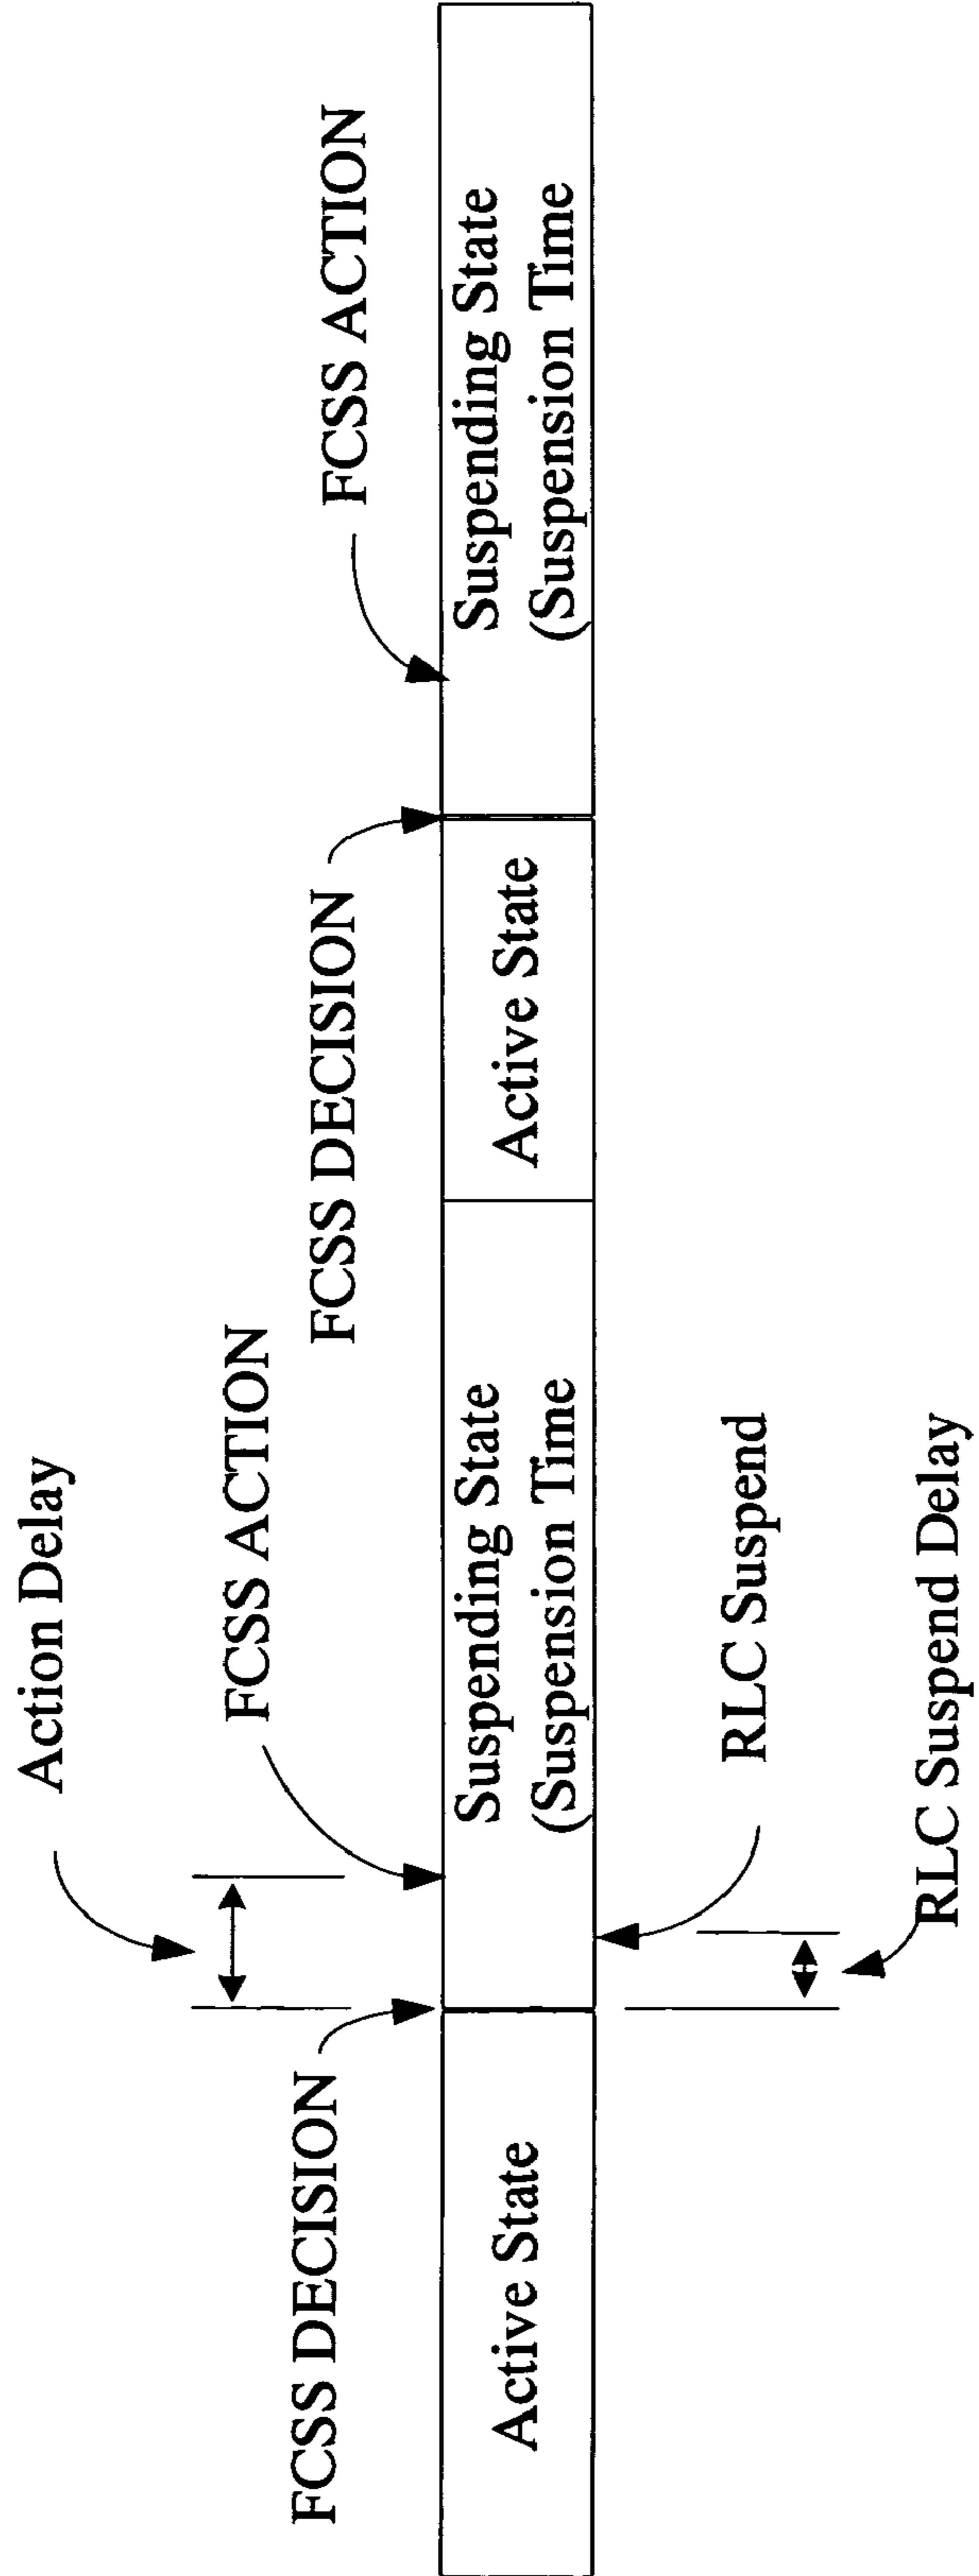 Action Delay
FCSS ACTION
FCSS DECISION
FCSS DECISION
FCSS ACTION
Active State
Suspending State
(Suspension Time
Active State
Suspending State
(Suspension Time
RLC Suspend
RLC Suspend Delay